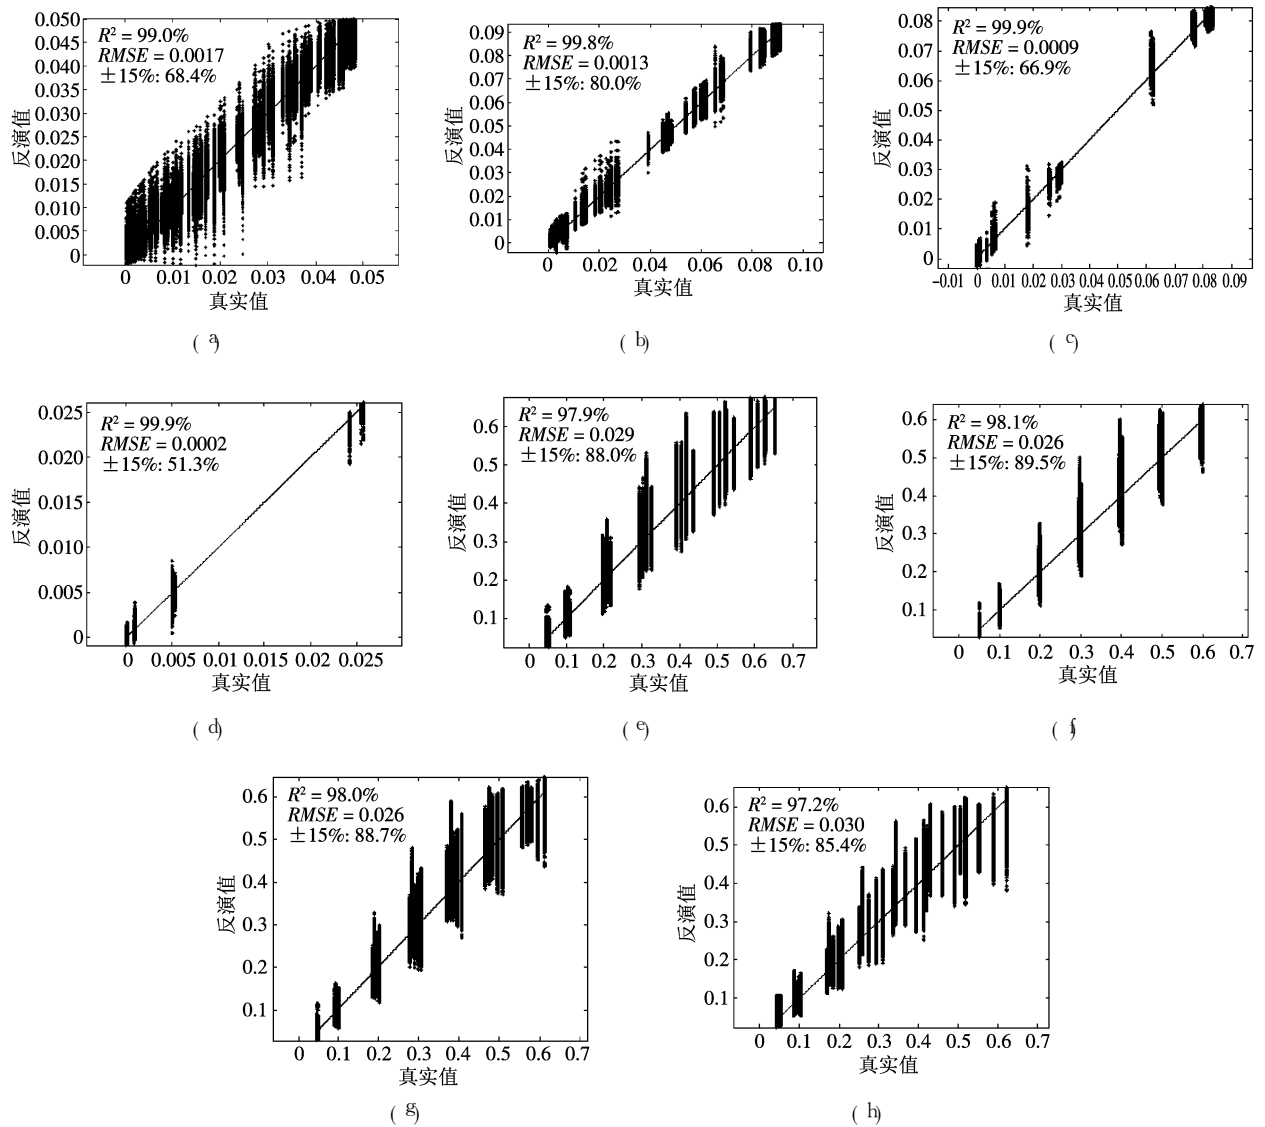 R² = 99.0%
RMSE = 0.0017
±15%: 68.4%
0.050
0.045
0.040
0.035
0.030
0.025
0.020
0.015
0.010
0.005
0
反演值
0 0.01 0.02 0.03 0.04 0.05
真实值
(a)
R² = 99.8%
RMSE = 0.0013
±15%: 80.0%
0.09
0.08
0.07
0.06
0.05
0.04
0.03
0.02
0.01
0
反演值
0 0.02 0.04 0.06 0.08 0.10
真实值
(b)
R² = 99.9%
RMSE = 0.0009
±15%: 66.9%
0.08
0.07
0.06
0.05
0.04
0.03
0.02
0.01
0
反演值
−0.01 0 0.01 0.02 0.03 0.04 0.05 0.06 0.07 0.08 0.09
真实值
(c)
R² = 99.9%
RMSE = 0.0002
±15%: 51.3%
0.025
0.020
0.015
0.010
0.005
0
反演值
0 0.005 0.01 0.015 0.02 0.025
真实值
(d)
R² = 97.9%
RMSE = 0.029
±15%: 88.0%
0.6
0.5
0.4
0.3
0.2
0.1
反演值
0 0.1 0.2 0.3 0.4 0.5 0.6 0.7
真实值
(e)
R² = 98.1%
RMSE = 0.026
±15%: 89.5%
0.6
0.5
0.4
0.3
0.2
0.1
反演值
0 0.1 0.2 0.3 0.4 0.5 0.6 0.7
真实值
(f)
R² = 98.0%
RMSE = 0.026
±15%: 88.7%
0.6
0.5
0.4
0.3
0.2
0.1
反演值
0 0.1 0.2 0.3 0.4 0.5 0.6 0.7
真实值
(g)
R² = 97.2%
RMSE = 0.030
±15%: 85.4%
0.6
0.5
0.4
0.3
0.2
0.1
反演值
0 0.1 0.2 0.3 0.4 0.5 0.6 0.7
真实值
(h)